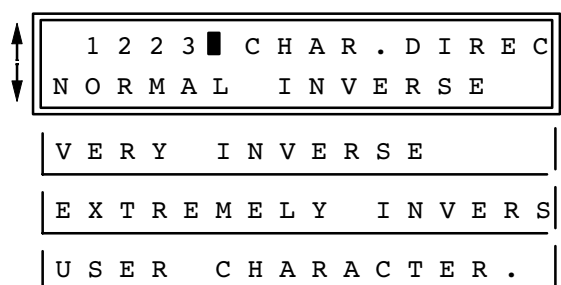 1223█ CHAR.DIREC
NORMAL INVERSE
VERY INVERSE
EXTREMELY INVERS
USER CHARACTER.